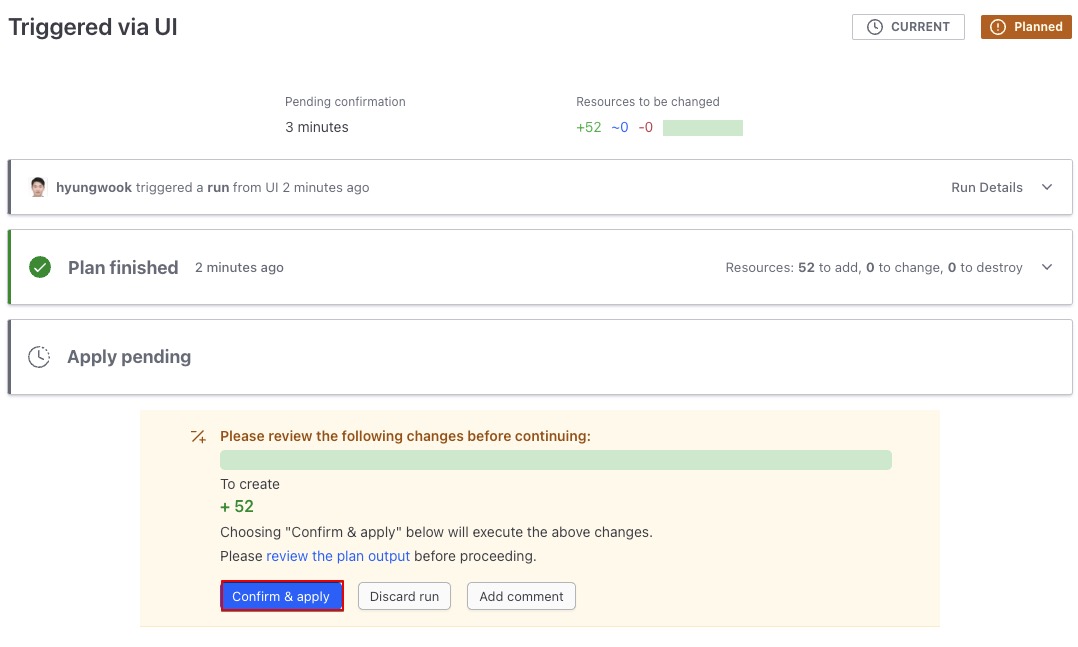 Triggered via UI
CURRENT
Planned
Pending confirmation
Resources to be changed
3 minutes
+52 ~0 -0
hyungwook triggered a run from UI 2 minutes ago
Run Details
Plan finished
2 minutes ago
Resources: 52 to add, 0 to change, 0 to destroy
Apply pending
Please review the following changes before continuing:
To create
+ 52
Choosing "Confirm & apply" below will execute the above changes.
Please review the plan output before proceeding.
Confirm & apply
Discard run
Add comment